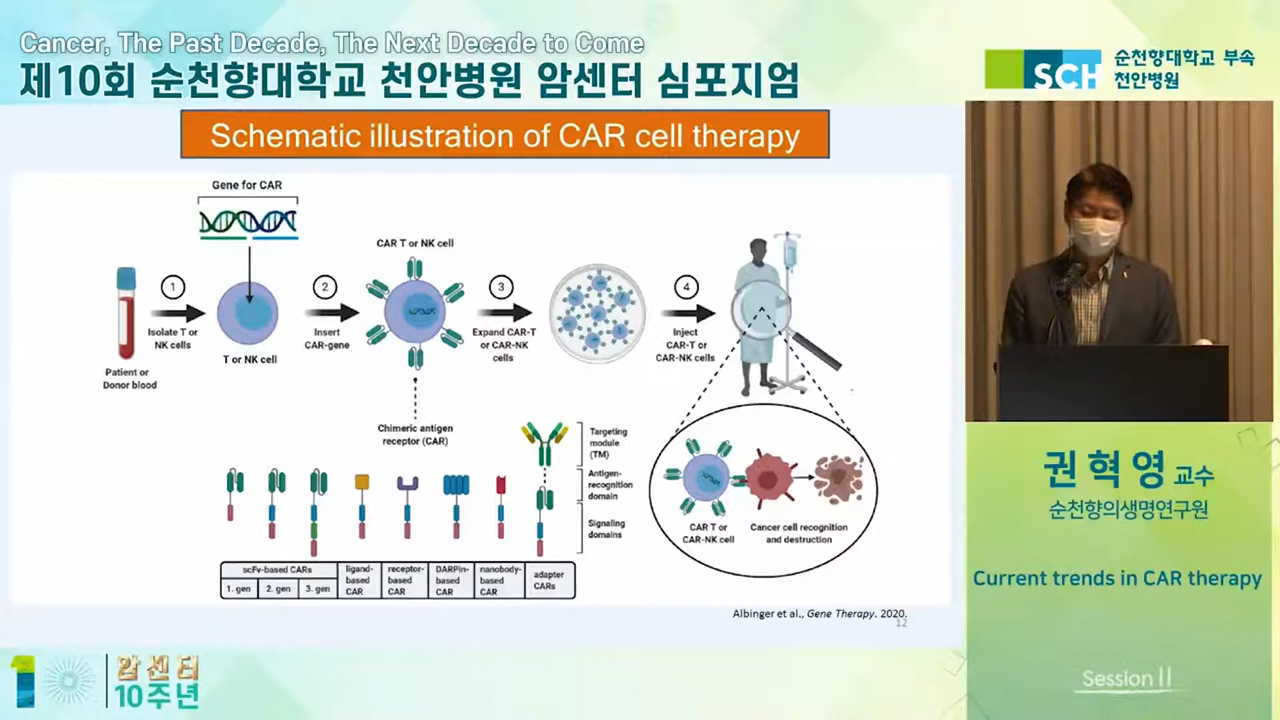 Cancer, The Past Decade, The Next Decade to Come
제10회 순천향대학교 천안병원 암센터 심포지엄
SCH
순천향대학교 부속
천안병원
Schematic illustration of CAR cell therapy
Gene for CAR
CAR T or NK cell
1
2
3
4
Isolate T or
NK cells
Insert
CAR-gene
Expand CAR-T
or CAR-NK
cells
Inject
CAR-T or
CAR-NK cells
T or NK cell
Patient or
Donor blood
Chimeric antigen
receptor (CAR)
Targeting
module
(TM)
Antigen-
recognition
domain
Signaling
domains
CAR T or
CAR-NK cell
Cancer cell recognition
and destruction
scFv-based CARs
1. gen
2. gen
3. gen
ligand-
based
CAR
receptor-
based
CAR
DARPin-
based
CAR
nanobody-
based
CAR
adapter
CARs
Albinger et al., Gene Therapy. 2020.
12
권혁영 교수
순천향의생명연구원
Current trends in CAR therapy
Session II
10
암센터
10주년